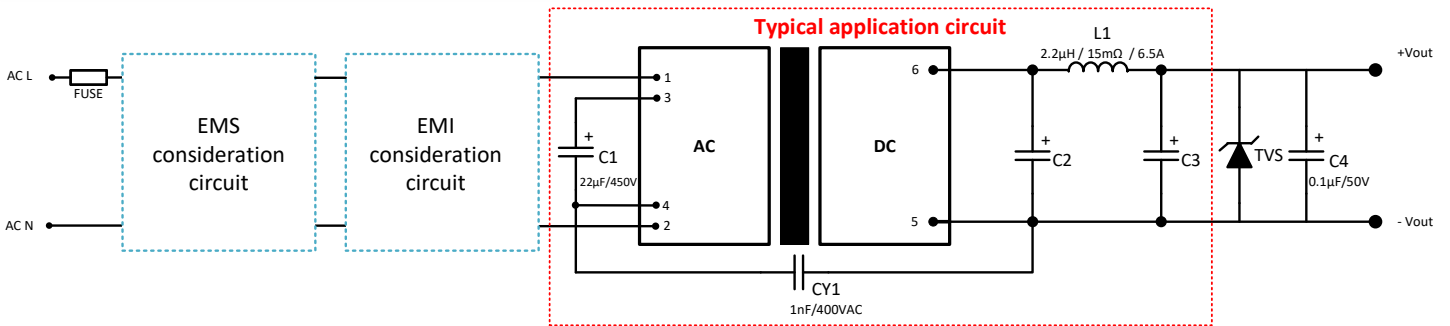 Typical application circuit
L1
2.2µH / 15mΩ / 6.5A
AC L
FUSE
+Vout
1
3
6
EMS
consideration
circuit
EMI
consideration
circuit
+
C1
22µF/450V
AC
DC
+
C2
+
C3
TVS
+
C4
0.1µF/50V
4
2
5
AC N
- Vout
CY1
1nF/400VAC